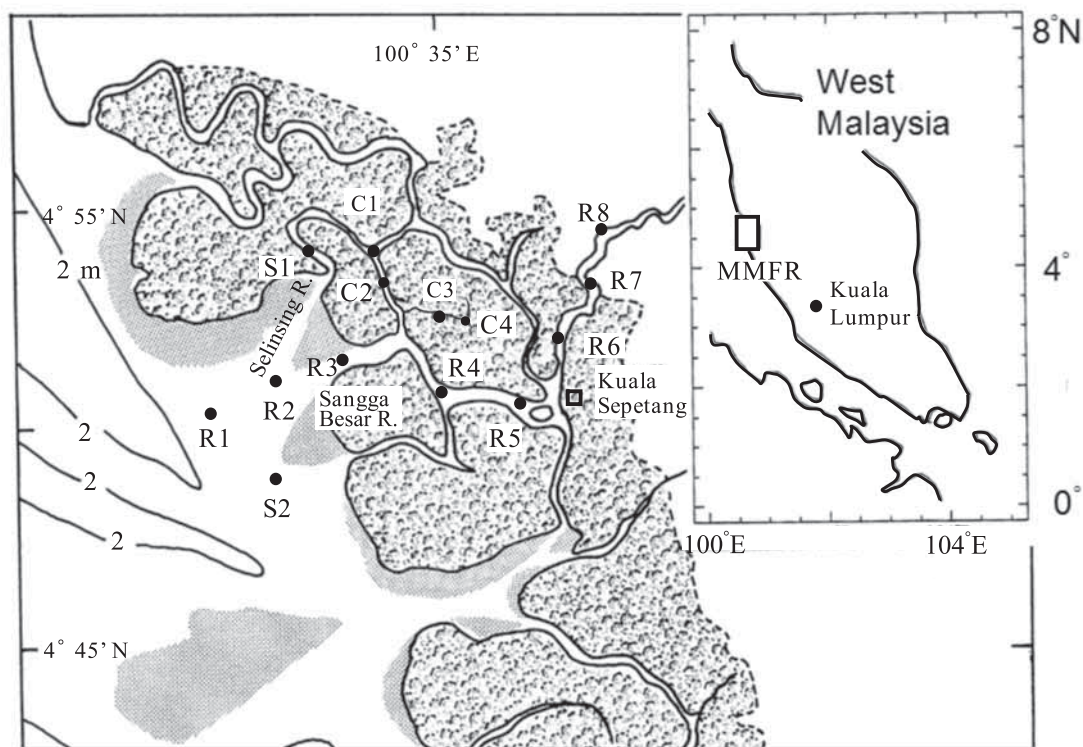 100° 35’ E
8°N
West
Malaysia
C1
R8
4° 55’ N
S1
2 m
C2
C3
R7
MMFR
4°
Selinsing R.
C4
Kuala
Lumpur
R3
R4
R6
R2
Sangga
Besar R.
Kuala
Sepetang
R1
R5
2
2
S2
2
0°
100°E
104°E
4° 45’ N